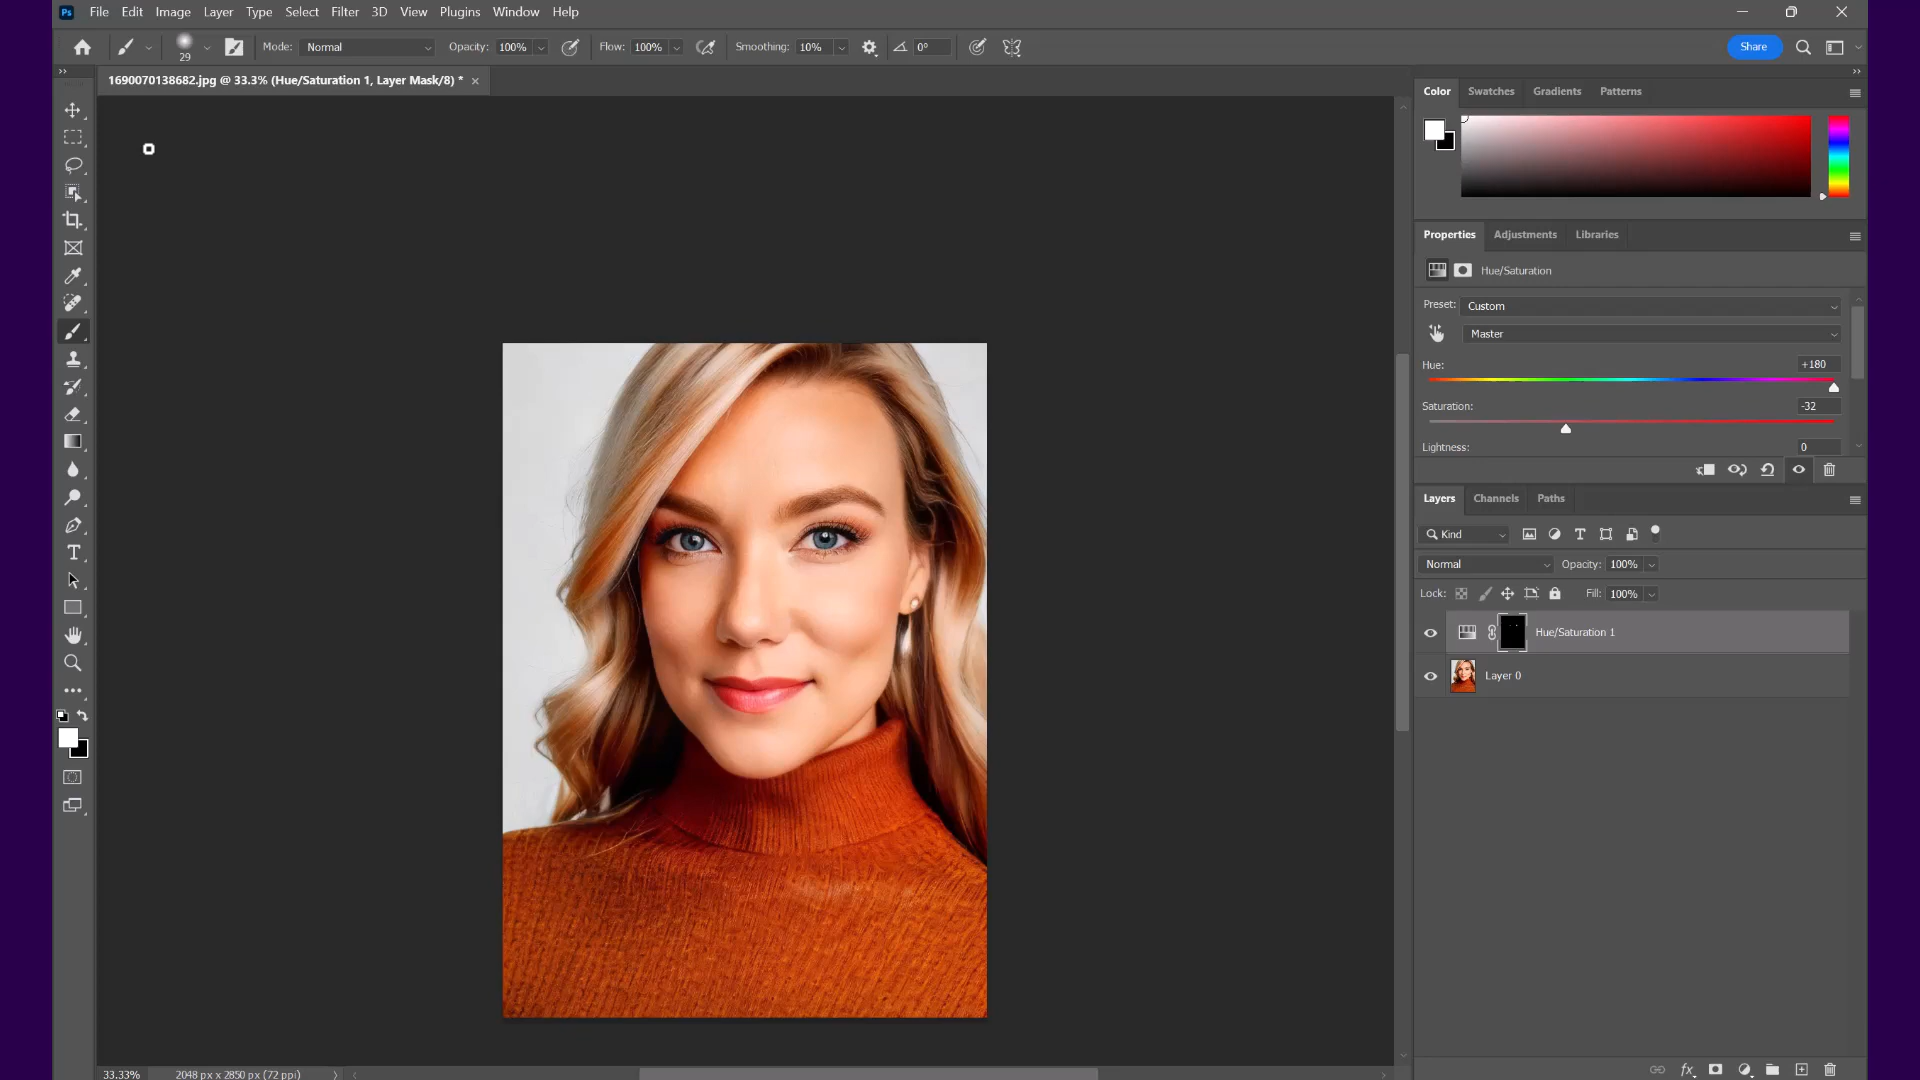 Ps File Edit Image Layer Type Select Filter 3D View Plugins Window Help
29 Mode: Normal Opacity: 100% Flow: 100% Smoothing: 10% 0° Share
1690070138682.jpg @ 33.3% (Hue/Saturation 1, Layer Mask/8) *
Color Swatches Gradients Patterns
Properties Adjustments Libraries
Hue/Saturation
Preset: Custom
Master
Hue: +180
Saturation: -32
Lightness: 0
Layers Channels Paths
Kind
Normal Opacity: 100%
Lock: Fill: 100%
Hue/Saturation 1
Layer 0
33.33% 2048 px x 2850 px (72 ppi)
fx